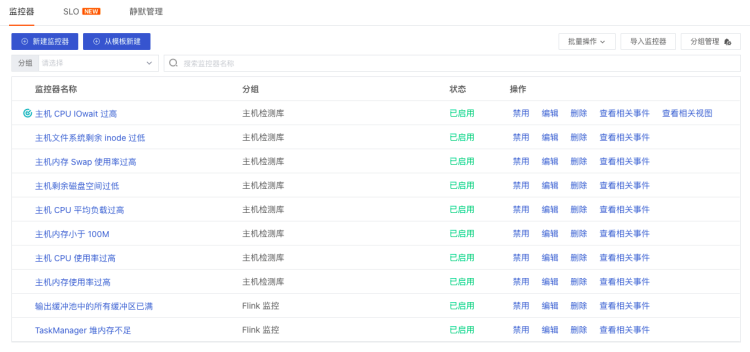 监控器 SLO NEW 静默管理
新建监控器 从模板新建 批量操作 导入监控器 分组管理
分组 请选择 搜索监控器名称
监控器名称 分组 状态 操作
主机 CPU IOwait 过高 主机检测库 已启用 禁用 编辑 删除 查看相关事件 查看相关视图
主机文件系统剩余 inode 过低 主机检测库 已启用 禁用 编辑 删除 查看相关事件
主机内存 Swap 使用率过高 主机检测库 已启用 禁用 编辑 删除 查看相关事件
主机剩余磁盘空间过低 主机检测库 已启用 禁用 编辑 删除 查看相关事件
主机 CPU 平均负载过高 主机检测库 已启用 禁用 编辑 删除 查看相关事件
主机内存小于 100M 主机检测库 已启用 禁用 编辑 删除 查看相关事件
主机 CPU 使用率过高 主机检测库 已启用 禁用 编辑 删除 查看相关事件
主机内存使用率过高 主机检测库 已启用 禁用 编辑 删除 查看相关事件
输出缓冲池中的所有缓冲区已满 Flink 监控 已启用 禁用 编辑 删除 查看相关事件
TaskManager 堆内存不足 Flink 监控 已启用 禁用 编辑 删除 查看相关事件